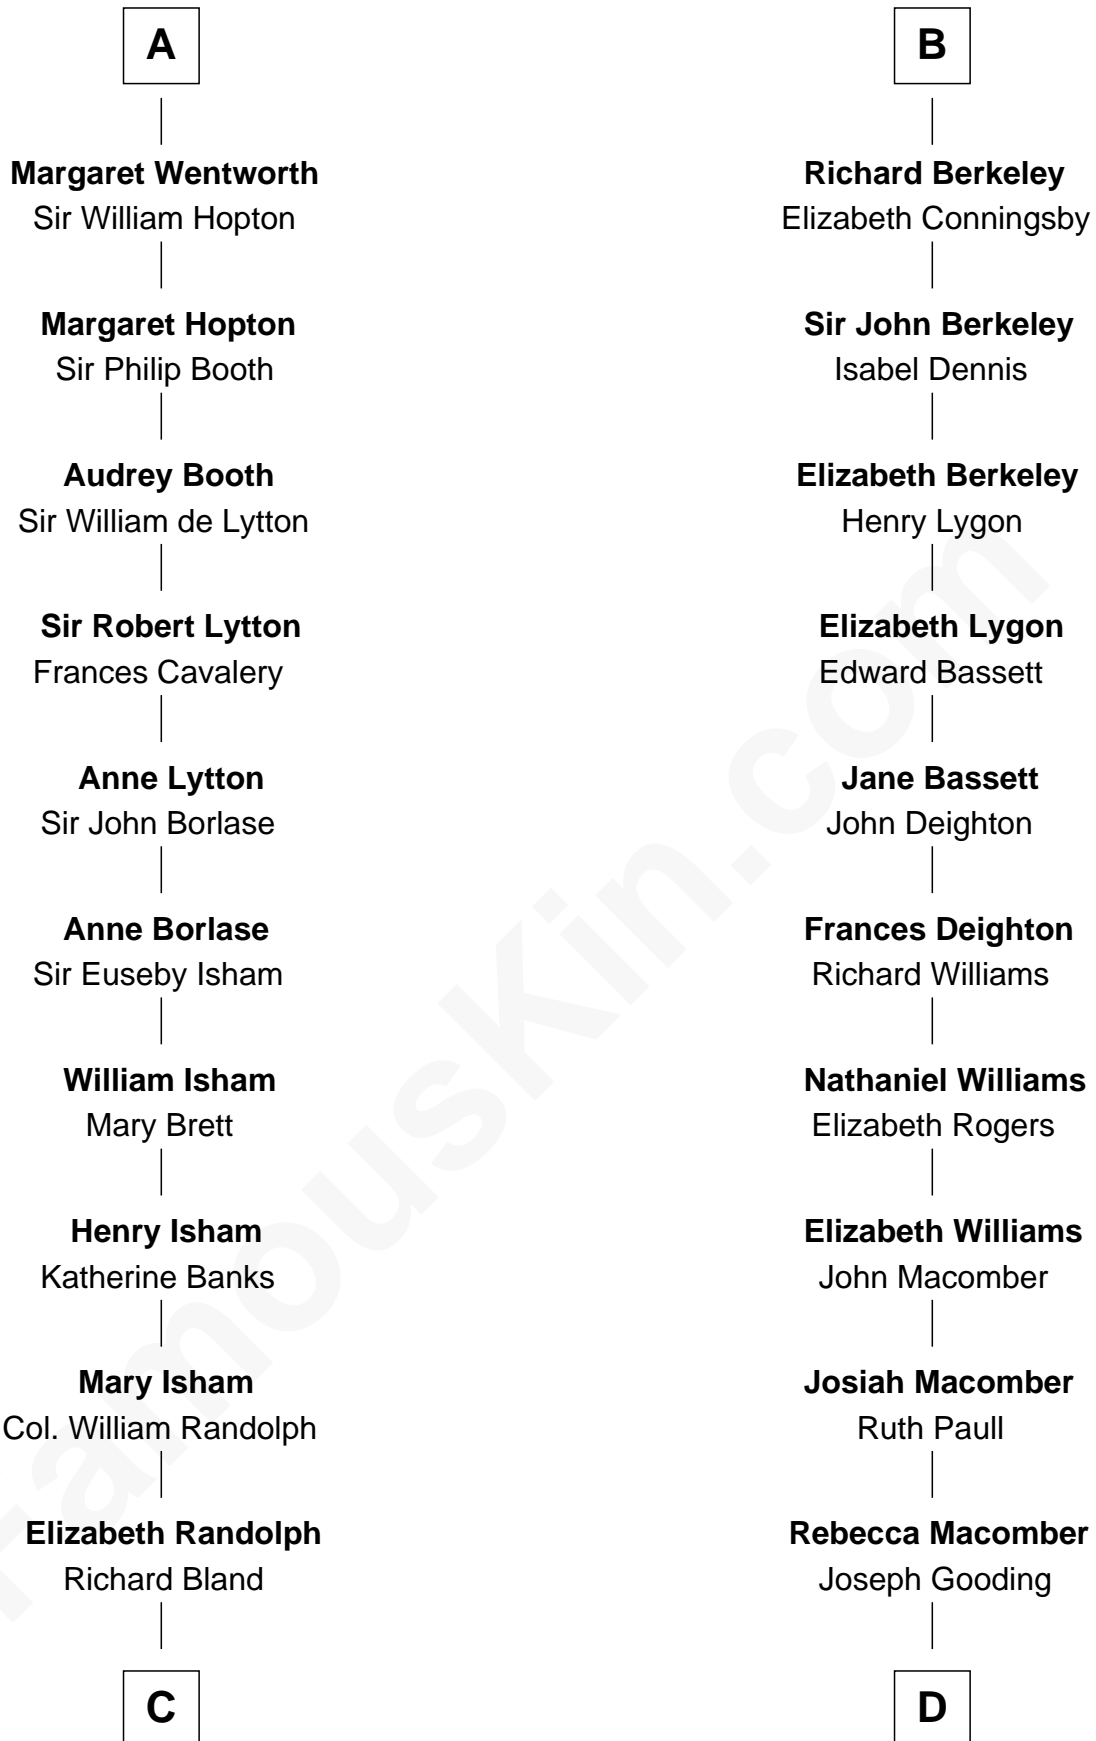 A
Margaret Wentworth
Sir William Hopton
Margaret Hopton
Sir Philip Booth
Audrey Booth
Sir William de Lytton
Sir Robert Lytton
Frances Cavalery
Anne Lytton
Sir John Borlase
Anne Borlase
Sir Euseby Isham
William Isham
Mary Brett
Henry Isham
Katherine Banks
Mary Isham
Col. William Randolph
Elizabeth Randolph
Richard Bland
C
B
Richard Berkeley
Elizabeth Conningsby
Sir John Berkeley
Isabel Dennis
Elizabeth Berkeley
Henry Lygon
Elizabeth Lygon
Edward Bassett
Jane Bassett
John Deighton
Frances Deighton
Richard Williams
Nathaniel Williams
Elizabeth Rogers
Elizabeth Williams
John Macomber
Josiah Macomber
Ruth Paull
Rebecca Macomber
Joseph Gooding
D
FamousKin.com